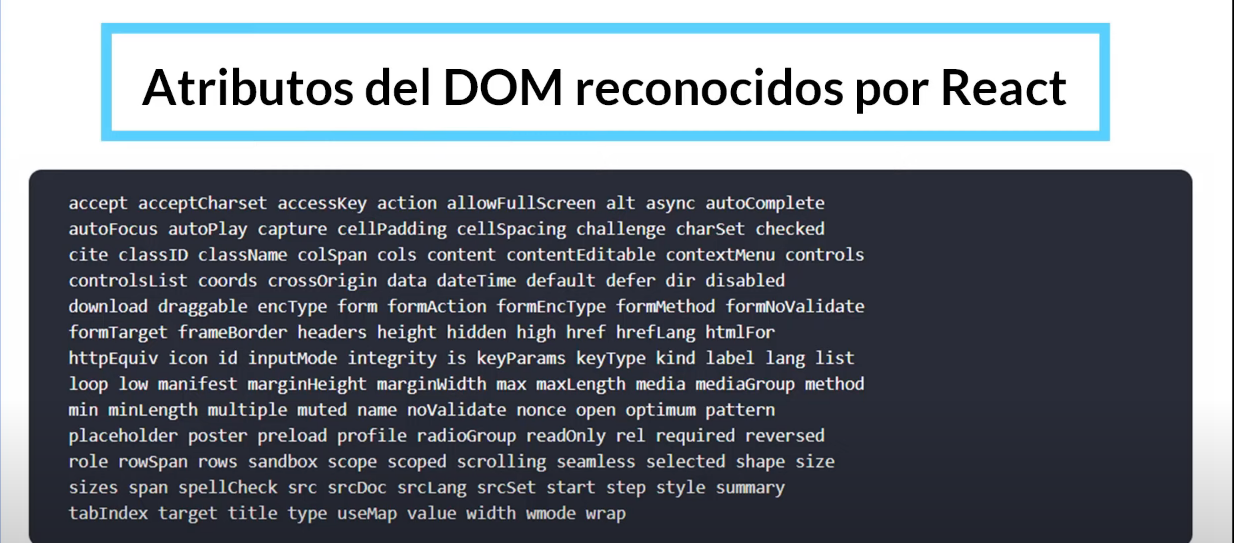 Atributos del DOM reconocidos por React
accept acceptCharset accessKey action allowFullScreen alt async autoComplete
autoFocus autoPlay capture cellPadding cellSpacing challenge charSet checked
cite classID className colSpan cols content contentEditable contextMenu controls
controlsList coords crossOrigin data dateTime default defer dir disabled
download draggable encType form formAction formEncType formMethod formNoValidate
formTarget frameBorder headers height hidden high href hrefLang htmlFor
httpEquiv icon id inputMode integrity is keyParams keyType kind label lang list
loop low manifest marginHeight marginWidth max maxLength media mediaGroup method
min minLength multiple muted name noValidate nonce open optimum pattern
placeholder poster preload profile radioGroup readOnly rel required reversed
role rowSpan rows sandbox scope scoped scrolling seamless selected shape size
sizes span spellCheck src srcDoc srcLang srcSet start step style summary
tabIndex target title type useMap value width wmode wrap